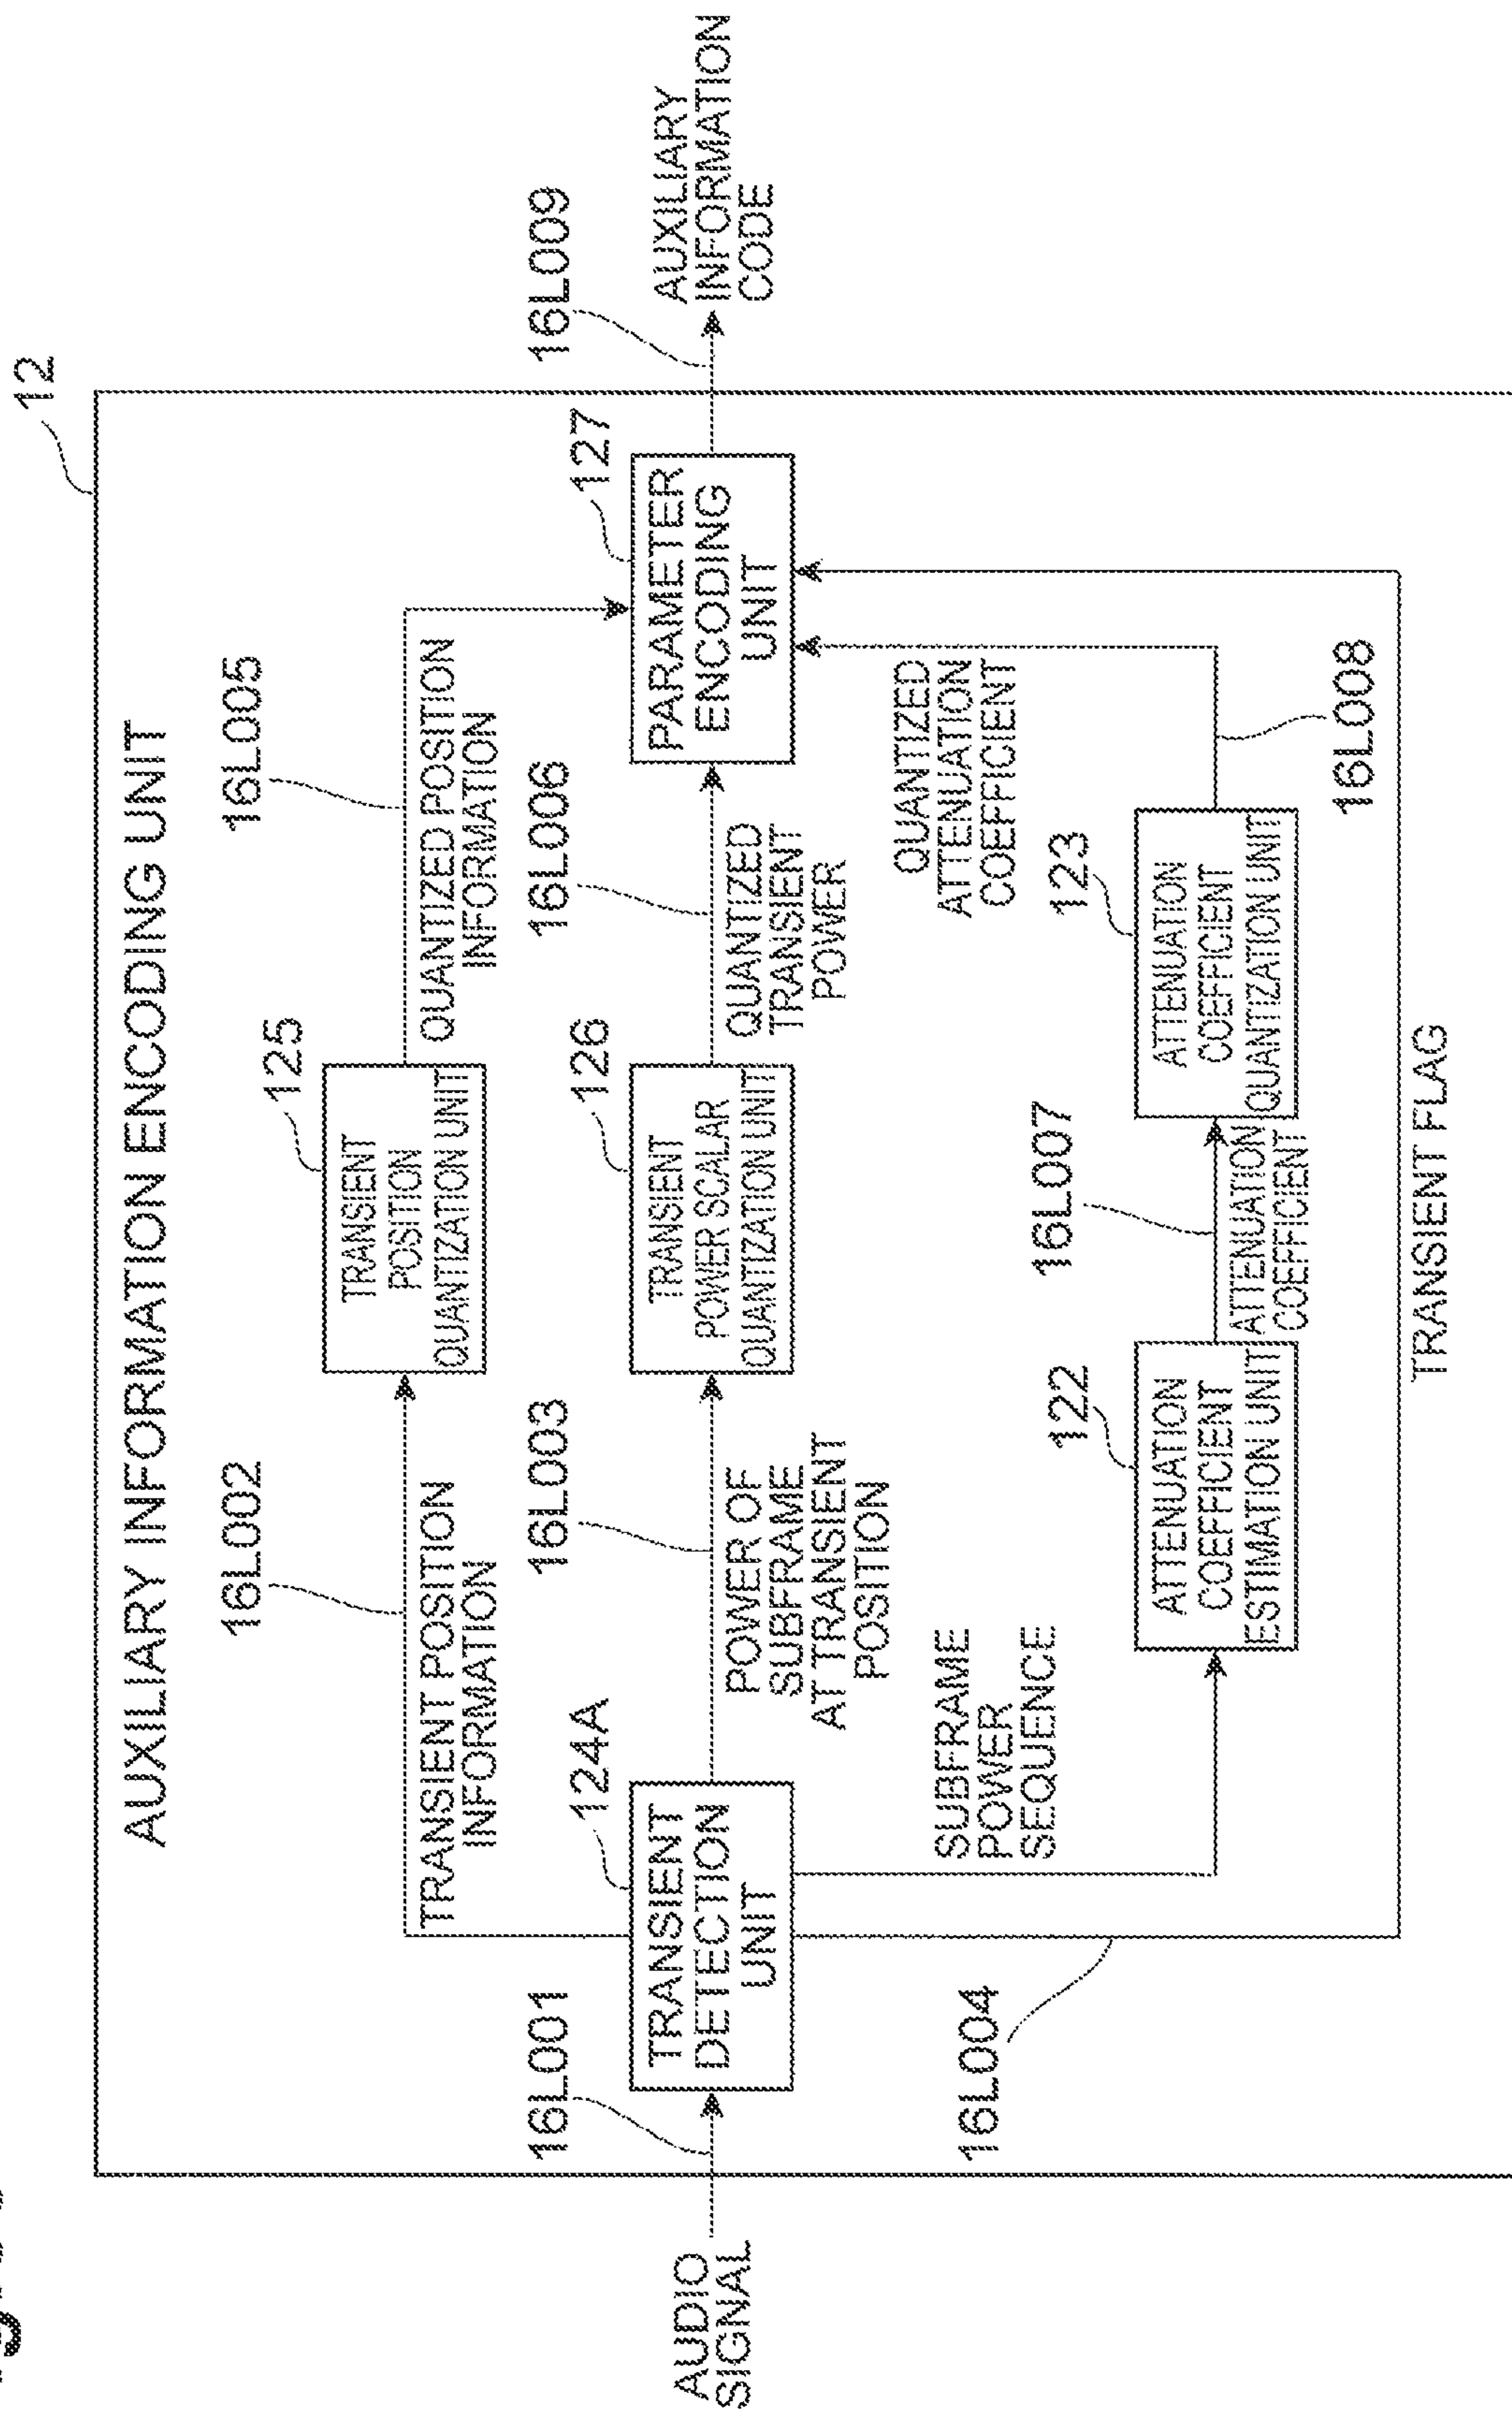 12
AUXILIARY INFORMATION ENCODING UNIT
16L002
TRANSIENT POSITION
INFORMATION
125
TRANSIENT
POSITION
QUANTIZATION UNIT
16L005
QUANTIZED POSITION
INFORMATION
AUDIO
SIGNAL
16L001
124A
TRANSIENT
DETECTION
UNIT
16L003
POWER OF
SUBFRAME
AT TRANSIENT
POSITION
126
TRANSIENT
POWER SCALAR
QUANTIZATION UNIT
16L006
QUANTIZED
TRANSIENT
POWER
127
PARAMETER
ENCODING
UNIT
16L009
AUXILIARY
INFORMATION
CODE
16L004
SUBFRAME
POWER
SEQUENCE
122
ATTENUATION
COEFFICIENT
ESTIMATION UNIT
16L007
ATTENUATION
COEFFICIENT
123
ATTENUATION
COEFFICIENT
QUANTIZATION UNIT
QUANTIZED
ATTENUATION
COEFFICIENT
16L008
TRANSIENT FLAG